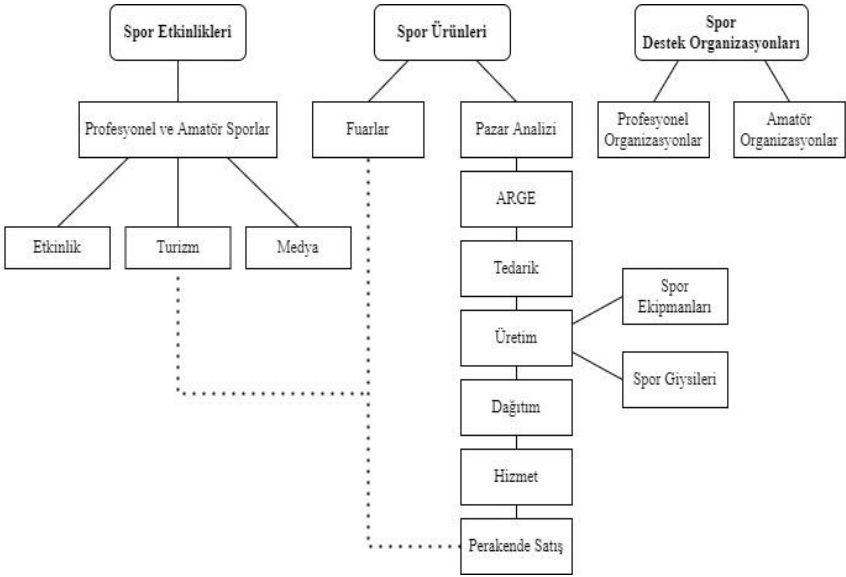 Spor Etkinlikleri
Spor Ürünleri
Spor
Destek Organizasyonları
Profesyonel ve Amatör Sporlar
Fuarlar
Pazar Analizi
Profesyonel
Organizasyonlar
Amatör
Organizasyonlar
ARGE
Etkinlik
Turizm
Medya
Tedarik
Spor
Ekipmanları
Üretim
Spor Giysileri
Dağıtım
Hizmet
Perakende Satış